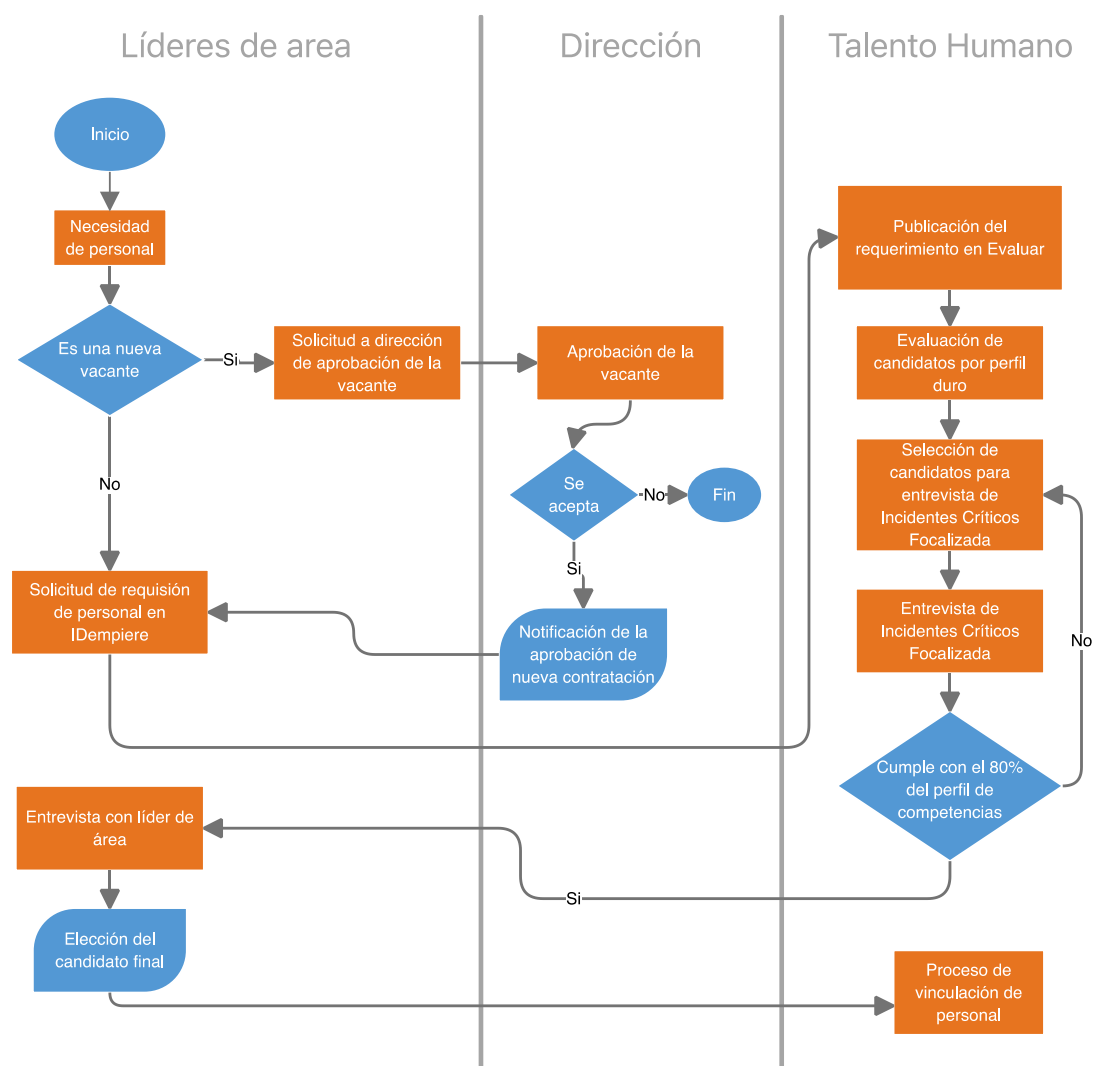 Líderes de area
Dirección
Talento Humano
Inicio
Necesidad
de personal
Es una nueva
vacante
Si
Solicitud a dirección
de aprobación de la
vacante
Aprobación de la
vacante
Se
acepta
No
Fin
Si
Notificación de la
aprobación de
nueva contratación
No
Solicitud de requisión
de personal en
IDempiere
Publicación del
requerimiento en Evaluar
Evaluación de
candidatos por perfil
duro
Selección de
candidatos para
entrevista de
Incidentes Críticos
Focalizada
Entrevista de
Incidentes Críticos
Focalizada
No
Cumple con el 80%
del perfil de
competencias
Si
Entrevista con líder de
área
Elección del
candidato final
Proceso de
vinculación de
personal